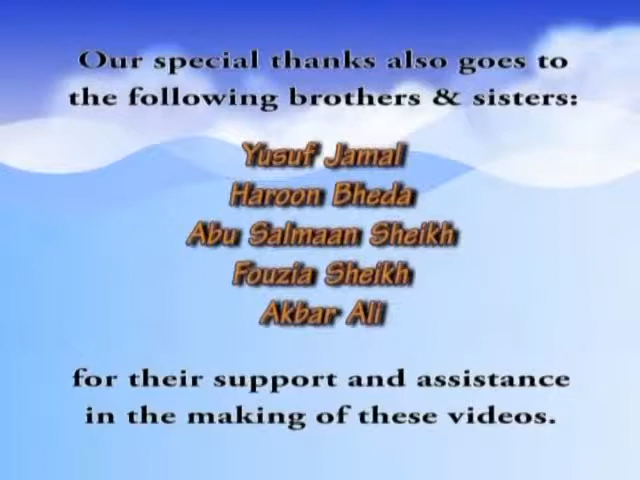 Our special thanks also goes to
the following brothers & sisters:
Yusuf Jamal
Haroon Bheda
Abu Salmaan Sheikh
Fouzia Sheikh
Akbar Ali
for their support and assistance
in the making of these videos.